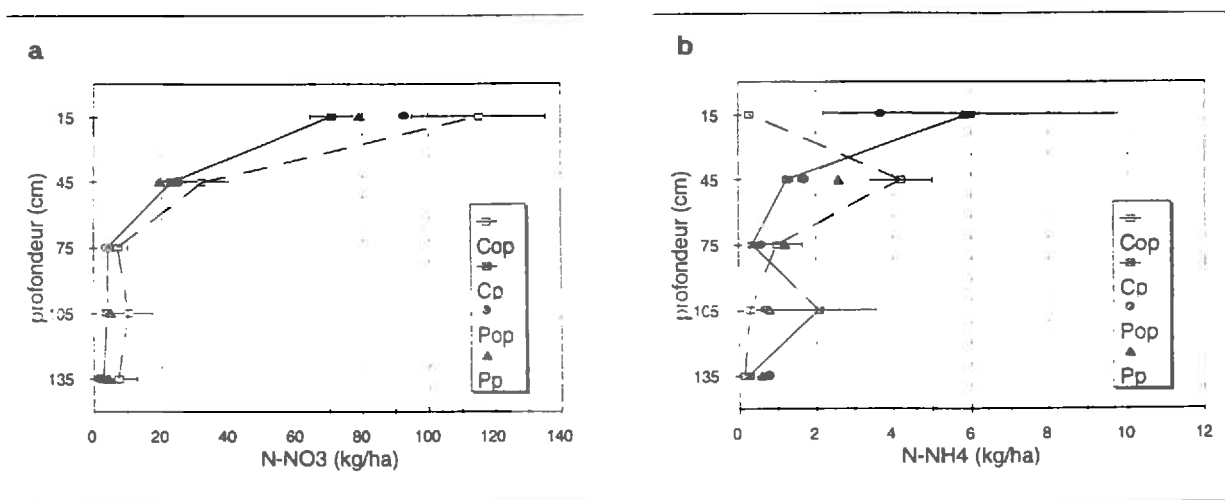 a
15
45
75
105
135
profondeur (cm)
0
20
40
60
80
100
120
140
N-NO3 (kg/ha)
Cop
Cp
Pop
Pp
b
15
45
75
105
135
profondeur (cm)
0
2
4
6
8
10
12
N-NH4 (kg/ha)
Cop
Cp
Pop
Pp